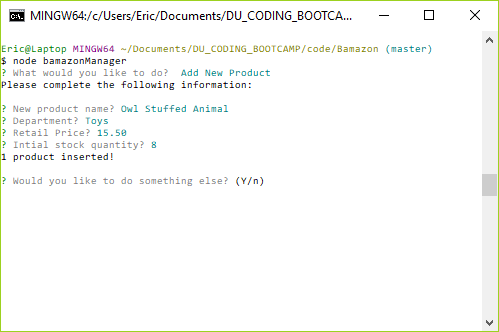 MINGW64:/c/Users/Eric/Documents/DU_CODING_BOOTCA...
Eric@Laptop MINGW64 ~/Documents/DU_CODING_BOOTCAMP/code/Bamazon (master)
$ node bamazonManager
? What would you like to do?  Add New Product
Please complete the following information:
? New product name? Owl Stuffed Animal
? Department? Toys
? Retail Price? 15.50
? Intial stock quantity? 8
1 product inserted!
? Would you like to do something else? (Y/n)